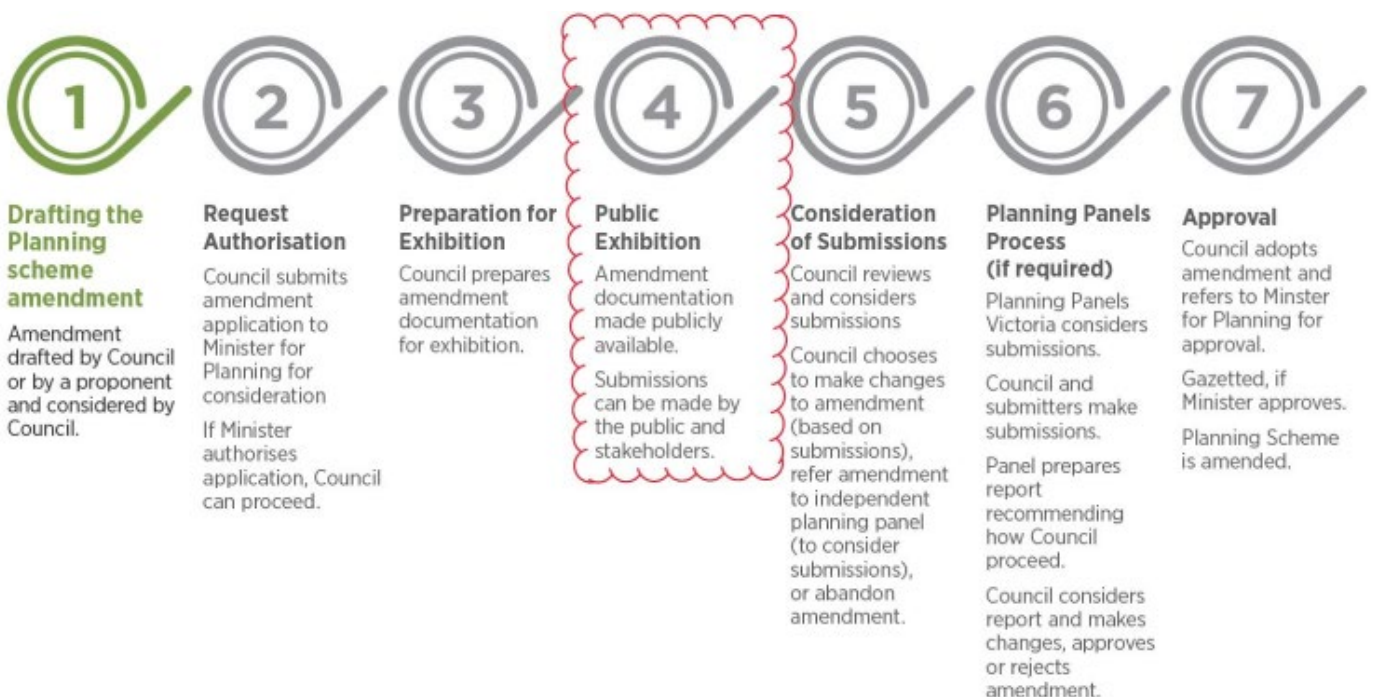 1
Drafting the
Planning
scheme
amendment
Amendment
drafted by Council
or by a proponent
and considered by
Council.
2
Request
Authorisation
Council submits
amendment
application to
Minister for
Planning for
consideration
If Minister
authorises
application, Council
can proceed.
3
Preparation for
Exhibition
Council prepares
amendment
documentation
for exhibition.
4
Public
Exhibition
Amendment
documentation
made publicly
available.
Submissions
can be made by
the public and
stakeholders.
5
Consideration
of Submissions
Council reviews
and considers
submissions
Council chooses
to make changes
to amendment
(based on
submissions),
refer amendment
to independent
planning panel
(to consider
submissions),
or abandon
amendment.
6
Planning Panels
Process
(if required)
Planning Panels
Victoria considers
submissions.
Council and
submitters make
submissions.
Panel prepares
report
recommending
how Council
proceed.
Council considers
report and makes
changes, approves
or rejects
amendment.
7
Approval
Council adopts
amendment and
refers to Minster
for Planning for
approval.
Gazetted, if
Minister approves.
Planning Scheme
is amended.